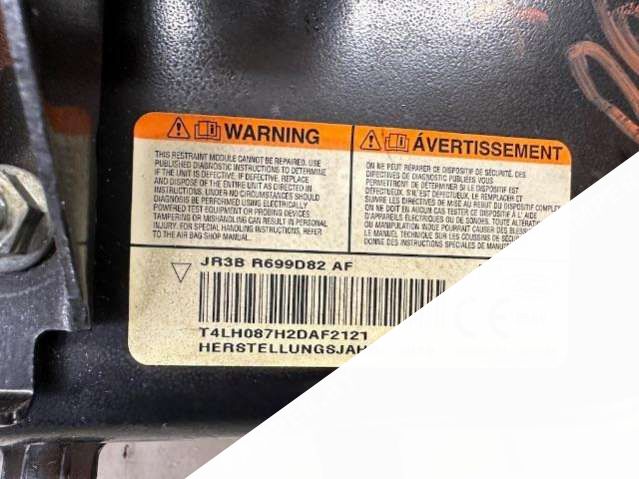 WARNING
THIS RESTRAINT MODULE CANNOT BE REPAIRED. USE
PUBLISHED DIAGNOSTIC INSTRUCTIONS TO DETERMINE
IF THE UNIT IS DEFECTIVE. IF DEFECTIVE, REPLACE
AND DISPOSE OF THE ENTIRE UNIT AS DIRECTED IN
INSTRUCTIONS. UNDER NO CIRCUMSTANCES SHOULD
DIAGNOSIS BE PERFORMED USING ELECTRICALLY
POWERED TEST EQUIPMENT OR PROBING DEVICES
TAMPERING OR MISHANDLING CAN RESULT IN PERSONAL
INJURY. FOR SPECIAL HANDLING INSTRUCTIONS, REFER
TO THE AIR BAG SHOP MANUAL.
ÁVERTISSEMENT
ON NE PEUT RÉPARER CE DISPOSITIF DE SÉCURITÉ. DES
DIRECTIVES DE DIAGNOSTIC PUBLIÉES VOUS
PERMETTRONT DE DÉTERMINER SI LE DISPOSITIF EST
DÉFECTUEUX. S'IL EST DÉFECTUEUX, LE REMPLACER ET
SUIVRE LES DIRECTIVES DE MISE AU REBUT DU DISPOSITIF COMPLET
ON NE DOIT EN AUCUN CAS TESTER CE DISPOSITIF À L'AIDE
D'APPAREILS ÉLECTRIQUES OU DE SONDES. TOUTE
OU MANIPULATION INDUE POURRAIT CAUSER DES
LE MANUEL TECHNIQUE SUR LES COUSSINS DE
DONNE DES INSTRUCTIONS SPÉCIALES DE
JR3B R699D82 AF
T4LH087H2DAF2121
HERSTELLUNGSJAH